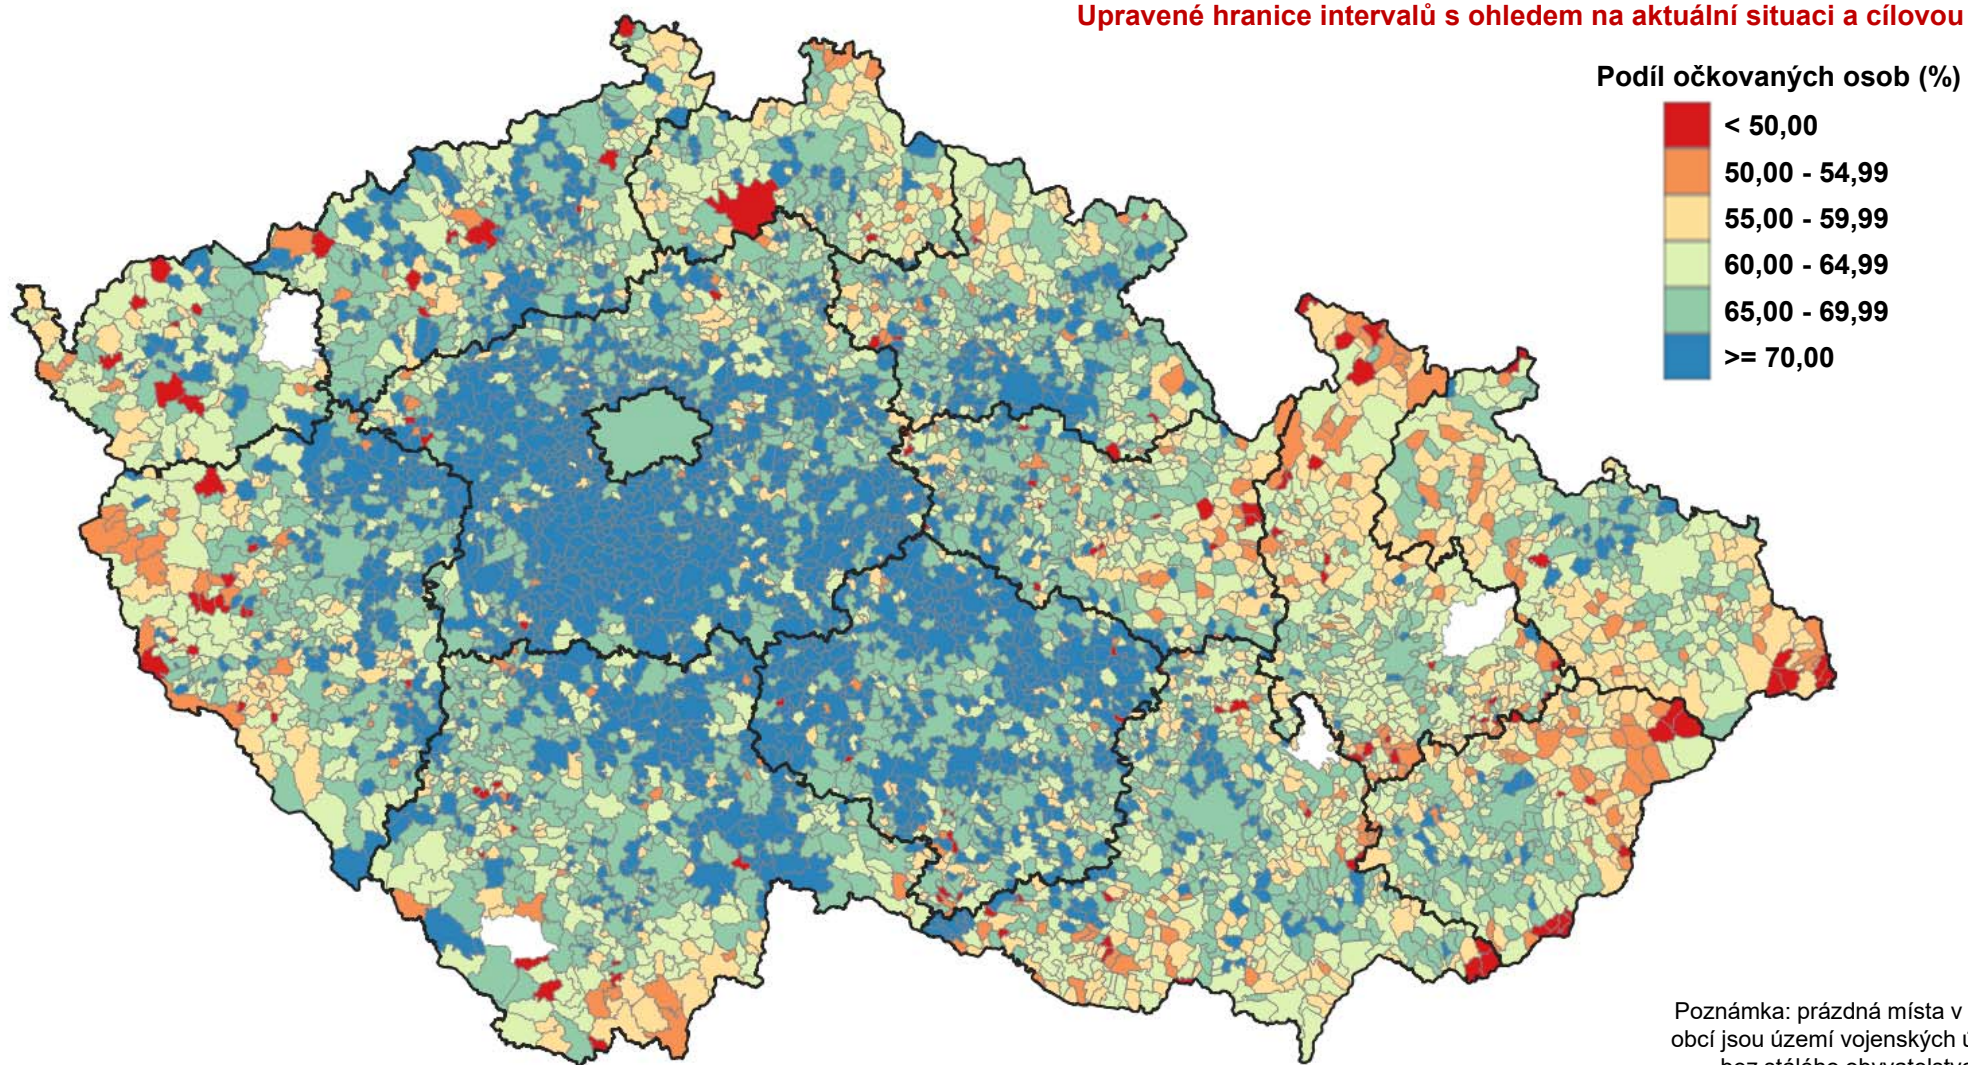 Upravené hranice intervalů s ohledem na aktuální situaci a cílovou
Podíl očkovaných osob (%)
< 50,00
50,00 - 54,99
55,00 - 59,99
60,00 - 64,99
65,00 - 69,99
>= 70,00
Poznámka: prázdná místa v
obcí jsou území vojenských
bez stálého